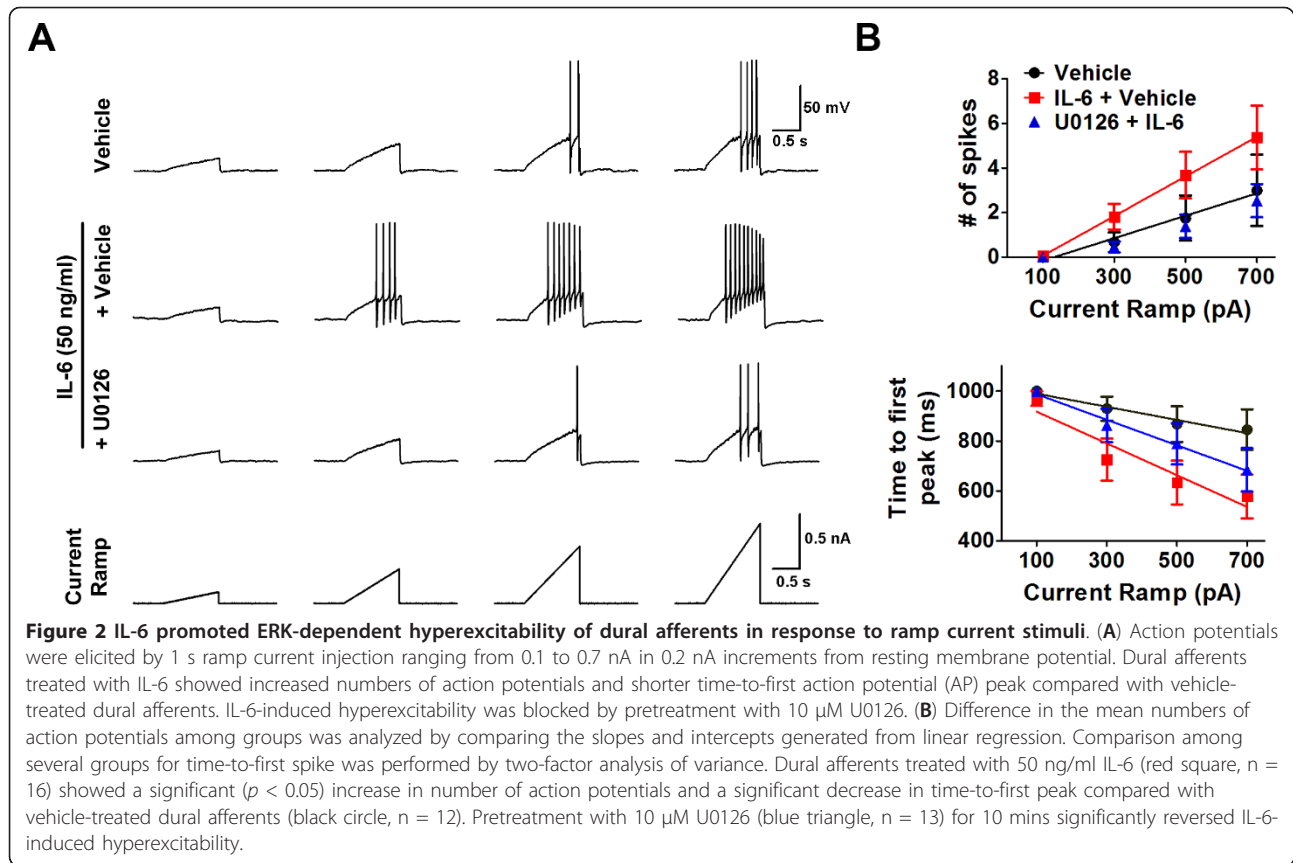 A
Vehicle
50 mV
0.5 s
IL-6 (50 ng/ml)
+ Vehicle
+ U0126
Current
Ramp
0.5 nA
0.5 s
B
8
6
4
2
0
# of spikes
Vehicle
IL-6 + Vehicle
U0126 + IL-6
100 300 500 700
Current Ramp (pA)
1000
800
600
400
Time to first
peak (ms)
100 300 500 700
Current Ramp (pA)
Figure 2 IL-6 promoted ERK-dependent hyperexcitability of dural afferents in response to ramp current stimuli. (A) Action potentials
were elicited by 1 s ramp current injection ranging from 0.1 to 0.7 nA in 0.2 nA increments from resting membrane potential. Dural afferents
treated with IL-6 showed increased numbers of action potentials and shorter time-to-first action potential (AP) peak compared with vehicle-
treated dural afferents. IL-6-induced hyperexcitability was blocked by pretreatment with 10 μM U0126. (B) Difference in the mean numbers of
action potentials among groups was analyzed by comparing the slopes and intercepts generated from linear regression. Comparison among
several groups for time-to-first spike was performed by two-factor analysis of variance. Dural afferents treated with 50 ng/ml IL-6 (red square, n =
16) showed a significant (p < 0.05) increase in number of action potentials and a significant decrease in time-to-first peak compared with
vehicle-treated dural afferents (black circle, n = 12). Pretreatment with 10 μM U0126 (blue triangle, n = 13) for 10 mins significantly reversed IL-6-
induced hyperexcitability.